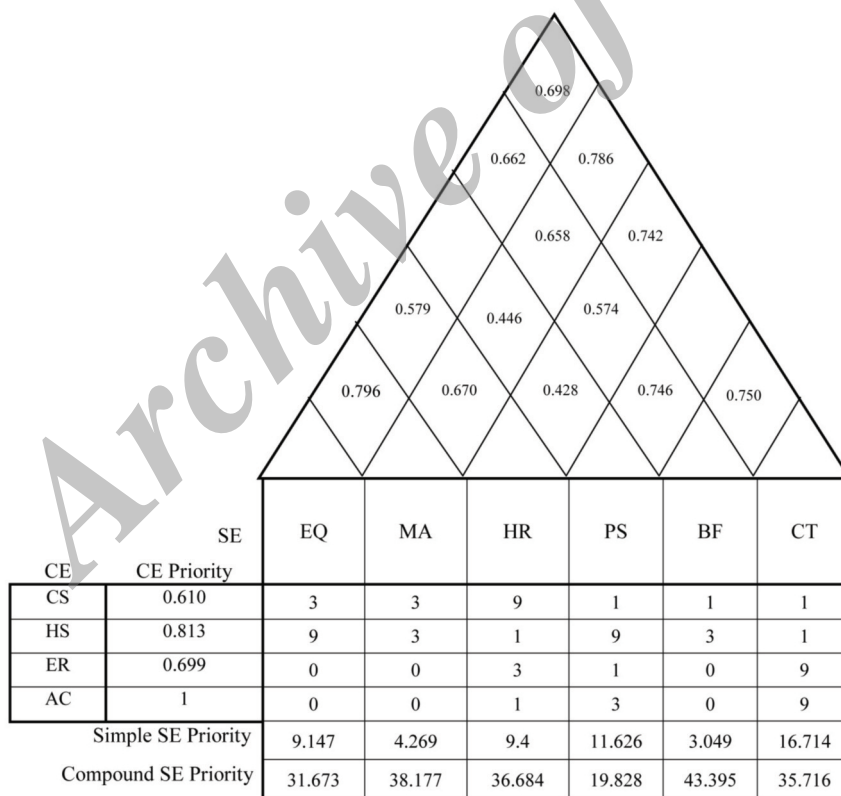 0.698
0.662 0.786
0.658 0.742
0.579 0.446 0.574
0.796 0.670 0.428 0.746 0.750
SE EQ MA HR PS BF CT
CE CE Priority
CS 0.610 3 3 9 1 1 1
HS 0.813 9 3 1 9 3 1
ER 0.699 0 0 3 1 0 9
AC 1 0 0 1 3 0 9
Simple SE Priority 9.147 4.269 9.4 11.626 3.049 16.714
Compound SE Priority 31.673 38.177 36.684 19.828 43.395 35.716
Archive of